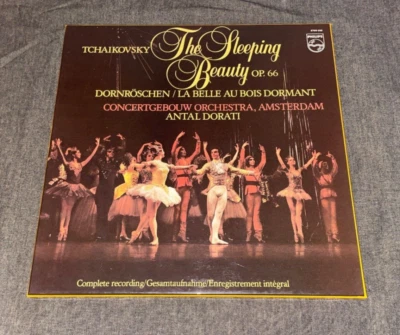 PHILIPS
TCHAIKOVSKY The Sleeping
Beauty OP. 66
DORNRÖSCHEN/LA BELLE AU BOIS DORMANT
CONCERTGEBOUW ORCHESTRA, AMSTERDAM
ANTAL DORATI
Complete recording/Gesamtaufnahme/Enregistrement intégral